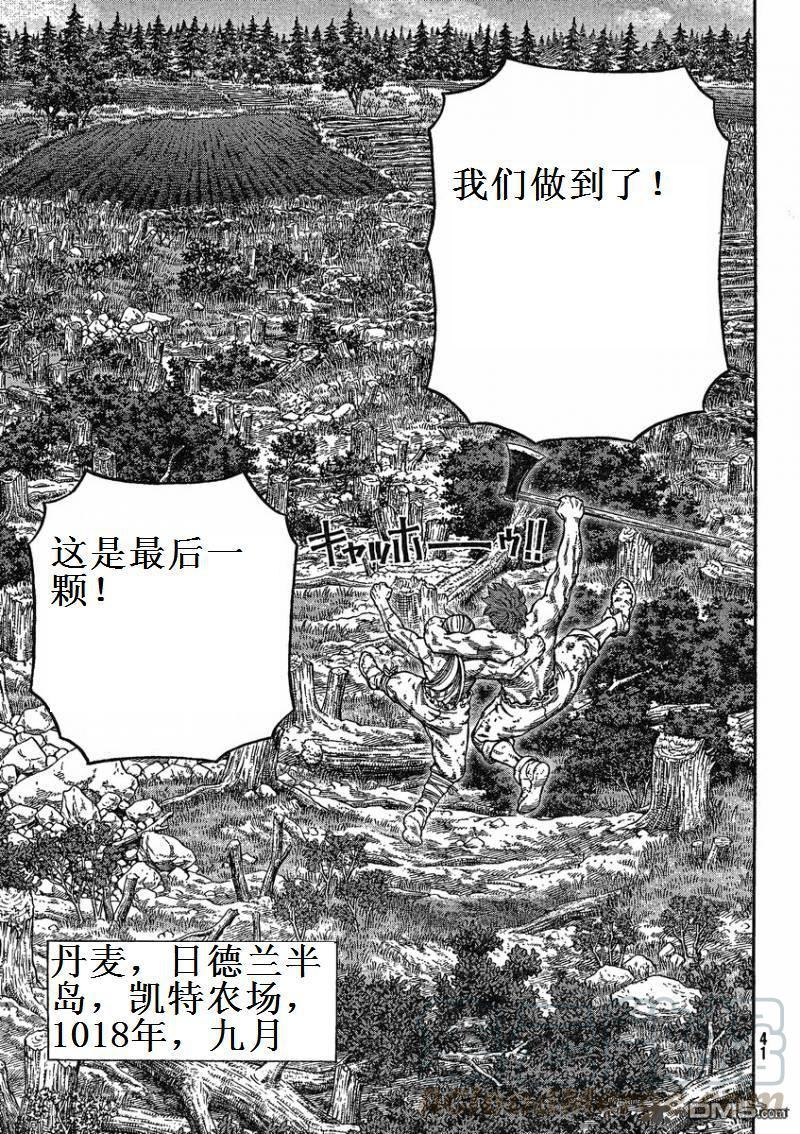 我们做到了！
这是最后一
颗！
キャッホーーゥ!!
丹麦，日德兰半
岛，凯特农场，
1018年，九月
41